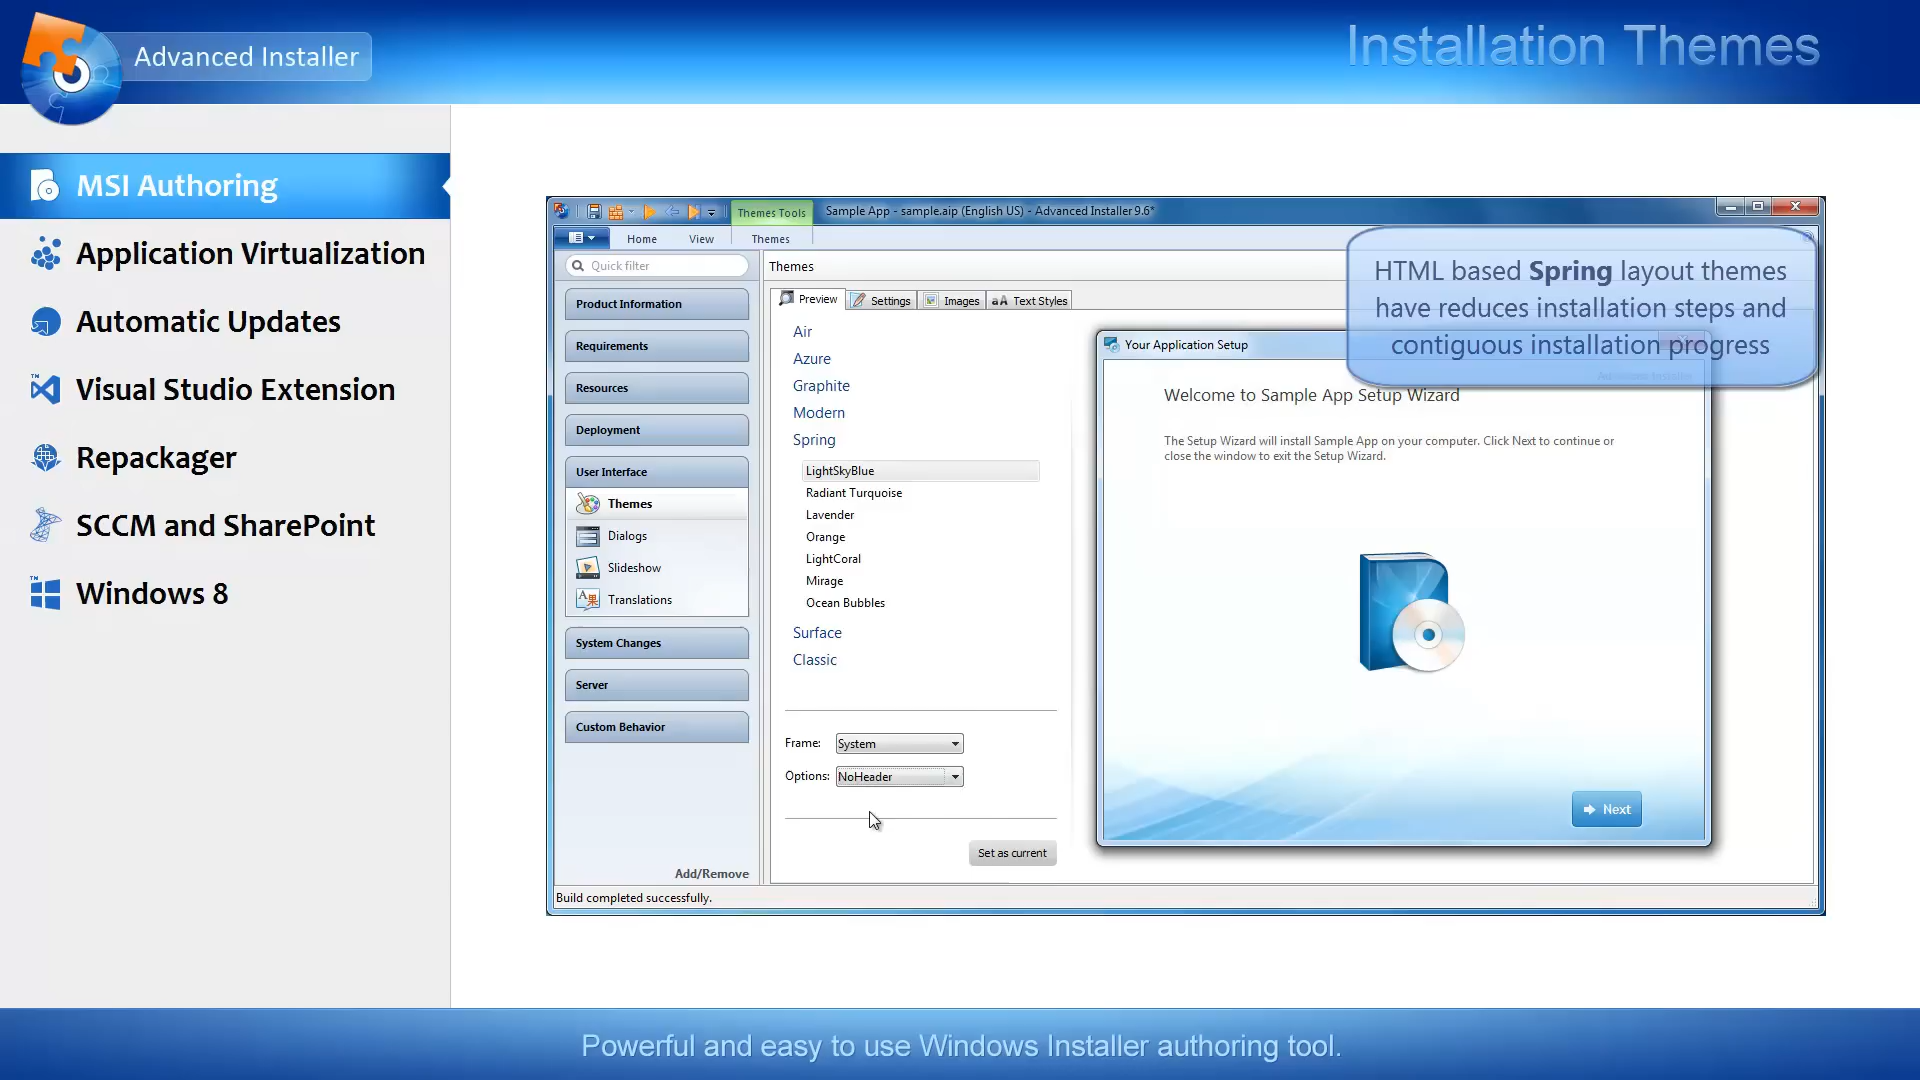 Advanced Installer
Installation Themes
MSI Authoring
Application Virtualization
Automatic Updates
Visual Studio Extension
Repackager
SCCM and SharePoint
Windows 8
Themes Tools
Sample App - sample.aip (English US) - Advanced Installer 9.6*
Home
View
Themes
Quick filter
Product Information
Requirements
Resources
Deployment
User Interface
Themes
Dialogs
Slideshow
Translations
System Changes
Server
Custom Behavior
Add/Remove
Themes
Preview
Settings
Images
Text Styles
Air
Azure
Graphite
Modern
Spring
LightSkyBlue
Radiant Turquoise
Lavender
Orange
LightCoral
Mirage
Ocean Bubbles
Surface
Classic
Frame: System
Options: NoHeader
Set as current
HTML based Spring layout themes
have reduces installation steps and
contiguous installation progress
Your Application Setup
Welcome to Sample App Setup Wizard
The Setup Wizard will install Sample App on your computer. Click Next to continue or
close the window to exit the Setup Wizard.
Next
Build completed successfully.
Powerful and easy to use Windows Installer authoring tool.